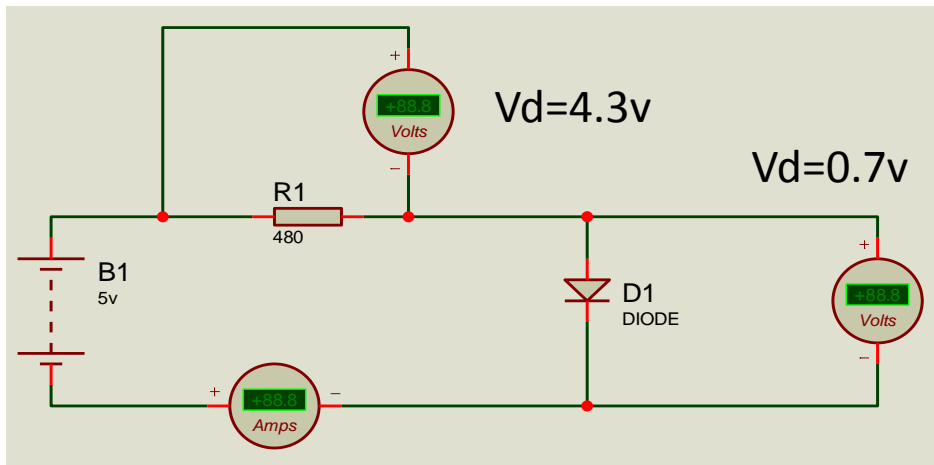 +
+88.8
Volts
−
Vd=4.3v
Vd=0.7v
R1
480
+
+88.8
Volts
−
B1
5v
D1
DIODE
+
−
+88.8
Amps